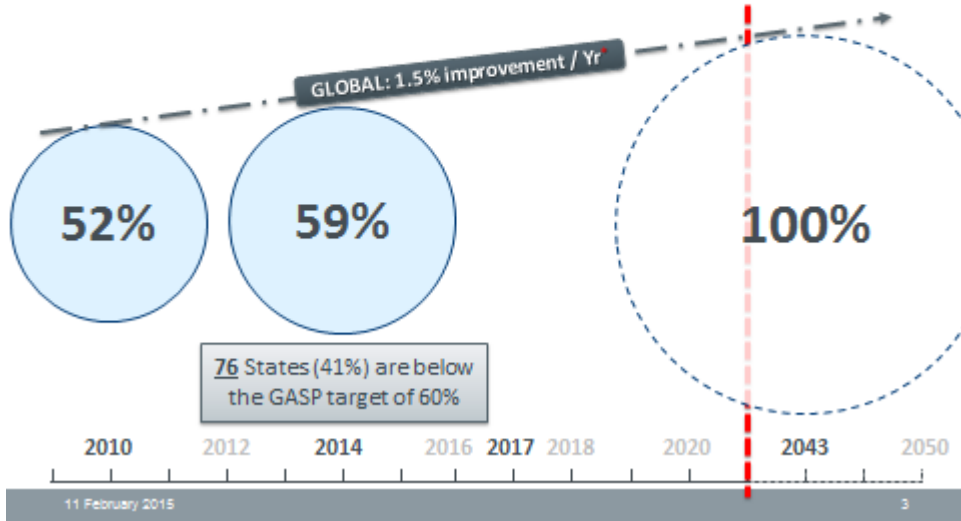 GLOBAL: 1.5% improvement / Yr*
52%
59%
100%
76 States (41%) are below
the GASP target of 60%
2010 2012 2014 2016 2017 2018 2020 2043 2050
11 February 2015 3